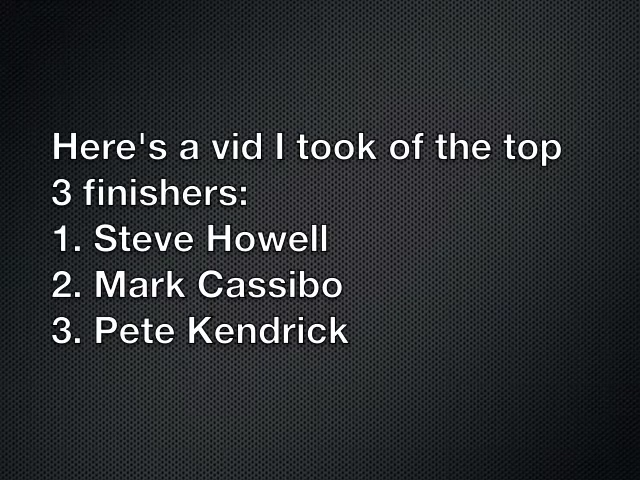 Here's a vid I took of the top
3 finishers:
1. Steve Howell
2. Mark Cassibo
3. Pete Kendrick